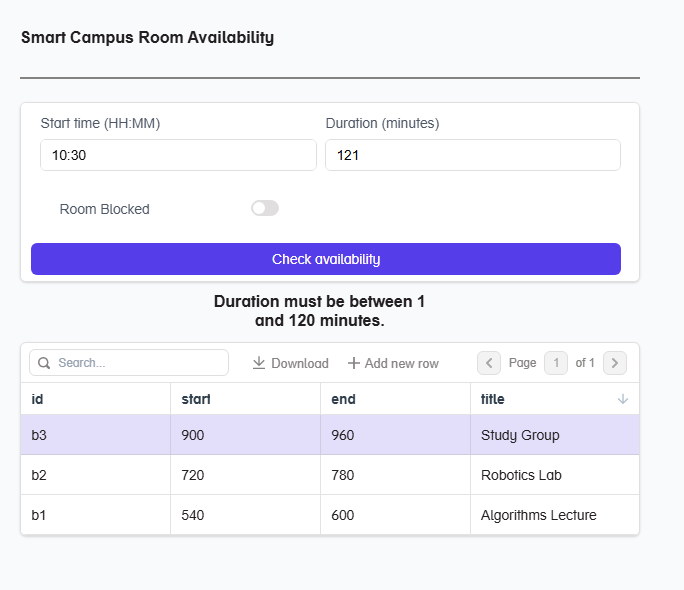 Smart Campus Room Availability
Start time (HH:MM) Duration (minutes)
10:30 121
Room Blocked
Check availability
Duration must be between 1
and 120 minutes.
Search... Download Add new row Page 1 of 1
id start end title
b3 900 960 Study Group
b2 720 780 Robotics Lab
b1 540 600 Algorithms Lecture